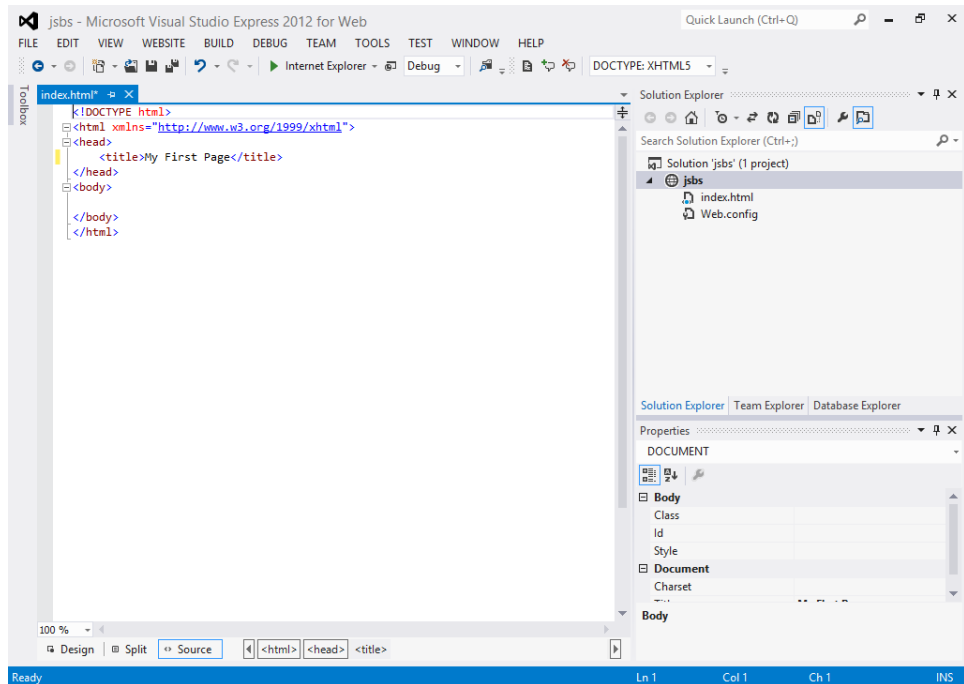 jsbs - Microsoft Visual Studio Express 2012 for Web
Quick Launch (Ctrl+Q)
FILE EDIT VIEW WEBSITE BUILD DEBUG TEAM TOOLS TEST WINDOW HELP
Internet Explorer Debug DOCTYPE: XHTML5
Toolbox
index.html*
<!DOCTYPE html>
<html xmlns="http://www.w3.org/1999/xhtml">
<head>
<title>My First Page</title>
</head>
<body>
</body>
</html>
100 %
Design Split Source <html> <head> <title>
Solution Explorer
Search Solution Explorer (Ctrl+;)
Solution 'jsbs' (1 project)
jsbs
index.html
Web.config
Solution Explorer Team Explorer Database Explorer
Properties
DOCUMENT
Body
Class
Id
Style
Document
Charset
Body
Ready Ln 1 Col 1 Ch 1 INS